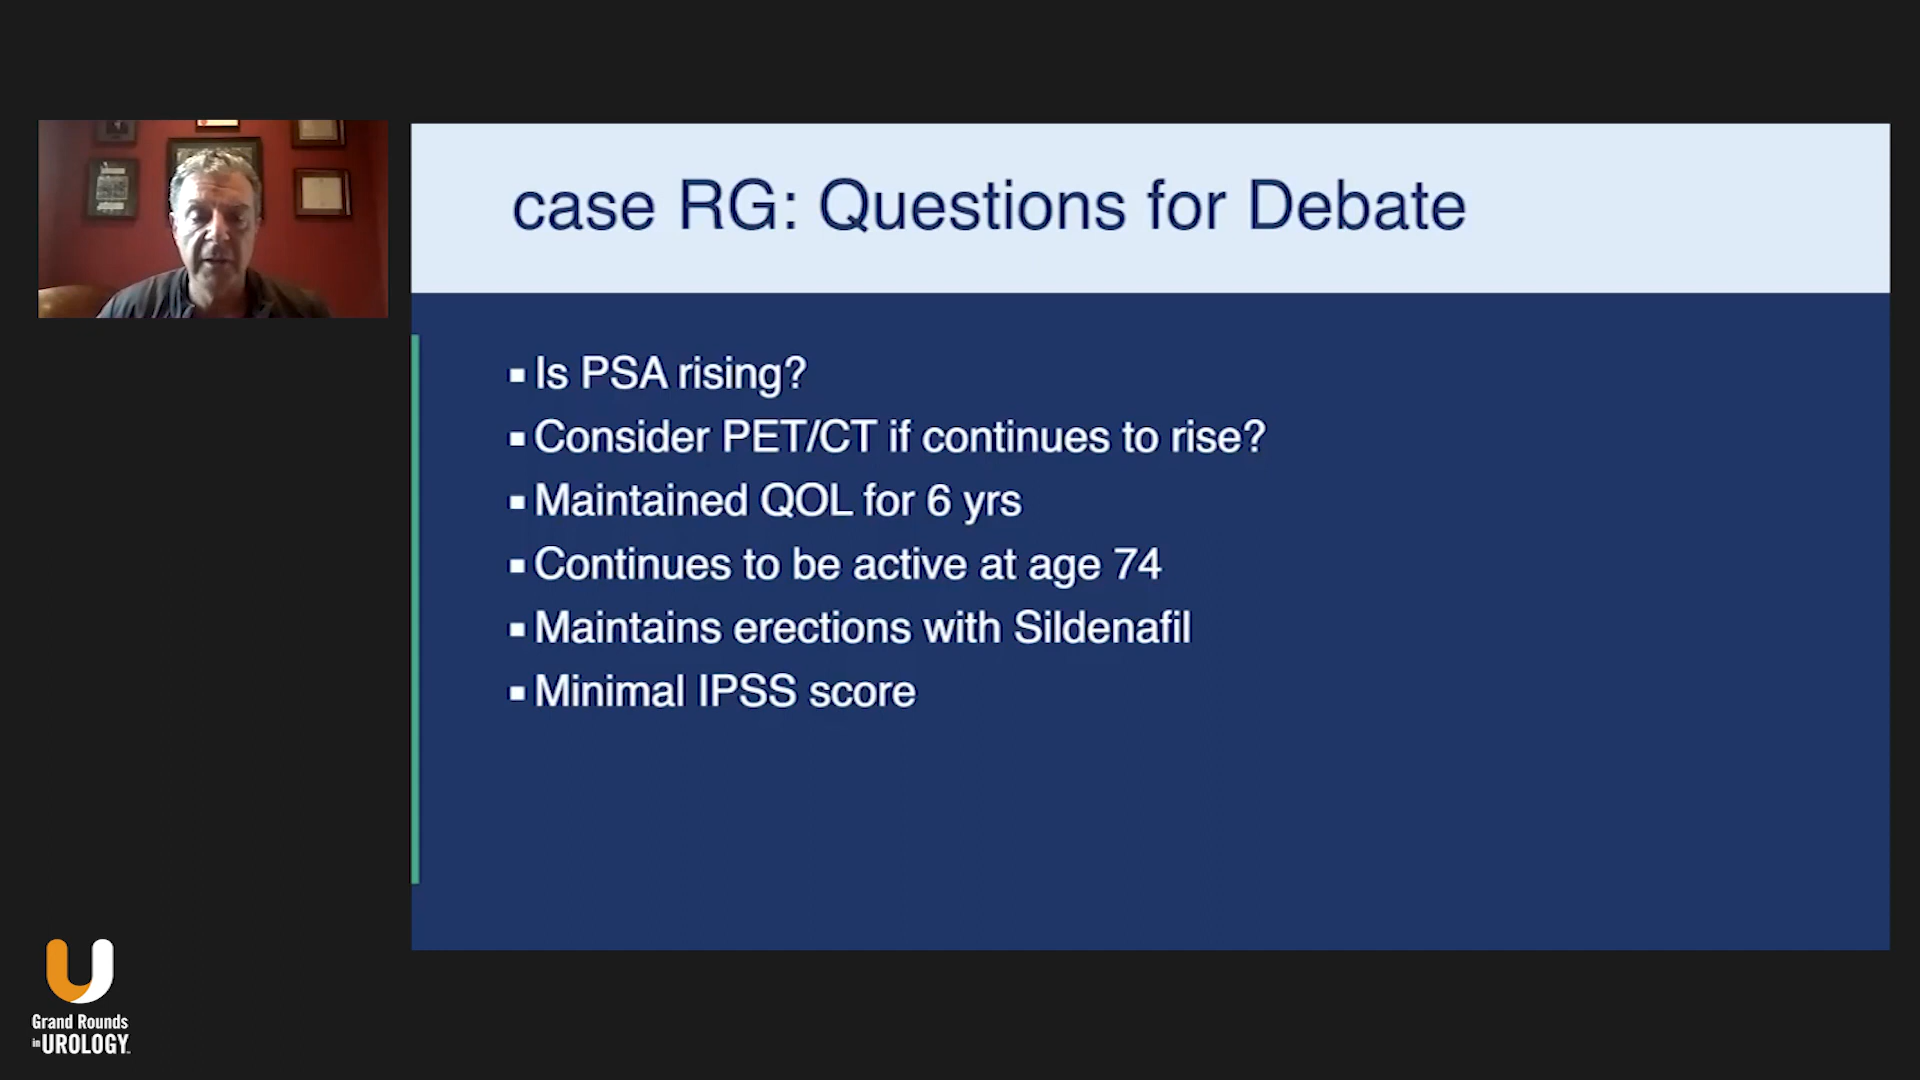 case RG: Questions for Debate
Is PSA rising?
Consider PET/CT if continues to rise?
Maintained QOL for 6 yrs
Continues to be active at age 74
Maintains erections with Sildenafil
Minimal IPSS score
Grand Rounds
in UROLOGY